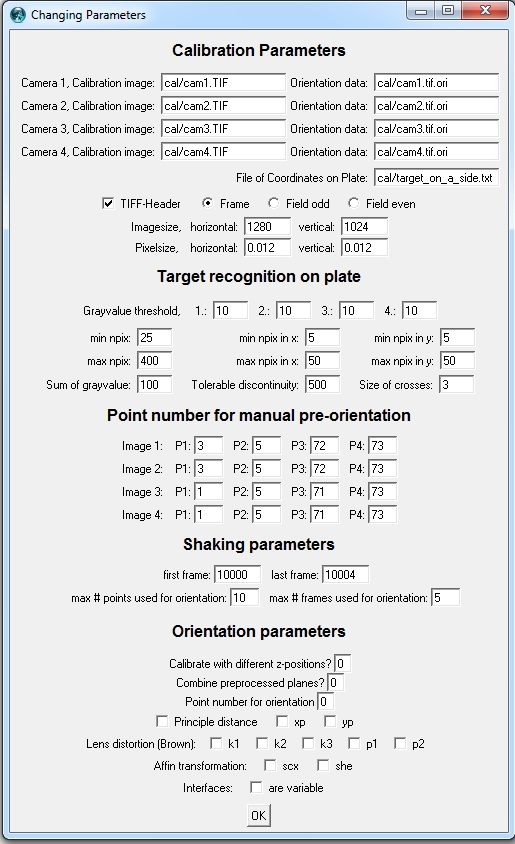 Changing Parameters
Calibration Parameters
Camera 1, Calibration image: cal/cam1.TIF Orientation data: cal/cam1.tif.ori
Camera 2, Calibration image: cal/cam2.TIF Orientation data: cal/cam2.tif.ori
Camera 3, Calibration image: cal/cam3.TIF Orientation data: cal/cam3.tif.ori
Camera 4, Calibration image: cal/cam4.TIF Orientation data: cal/cam4.tif.ori
File of Coordinates on Plate: cal/target_on_a_side.txt
TIFF-Header Frame Field odd Field even
Imagesize, horizontal: 1280 vertical: 1024
Pixelsize, horizontal: 0.012 vertical: 0.012
Target recognition on plate
Grayvalue threshold, 1.: 10 2.: 10 3.: 10 4.: 10
min npix: 25 min npix in x: 5 min npix in y: 5
max npix: 400 max npix in x: 50 max npix in y: 50
Sum of grayvalue: 100 Tolerable discontinuity: 500 Size of crosses: 3
Point number for manual pre-orientation
Image 1: P1: 3 P2: 5 P3: 72 P4: 73
Image 2: P1: 3 P2: 5 P3: 72 P4: 73
Image 3: P1: 1 P2: 5 P3: 71 P4: 73
Image 4: P1: 1 P2: 5 P3: 71 P4: 73
Shaking parameters
first frame: 10000 last frame: 10004
max # points used for orientation: 10 max # frames used for orientation: 5
Orientation parameters
Calibrate with different z-positions? 0
Combine preprocessed planes? 0
Point number for orientation 0
Principle distance xp yp
Lens distortion (Brown): k1 k2 k3 p1 p2
Affin transformation: scx she
Interfaces: are variable
OK